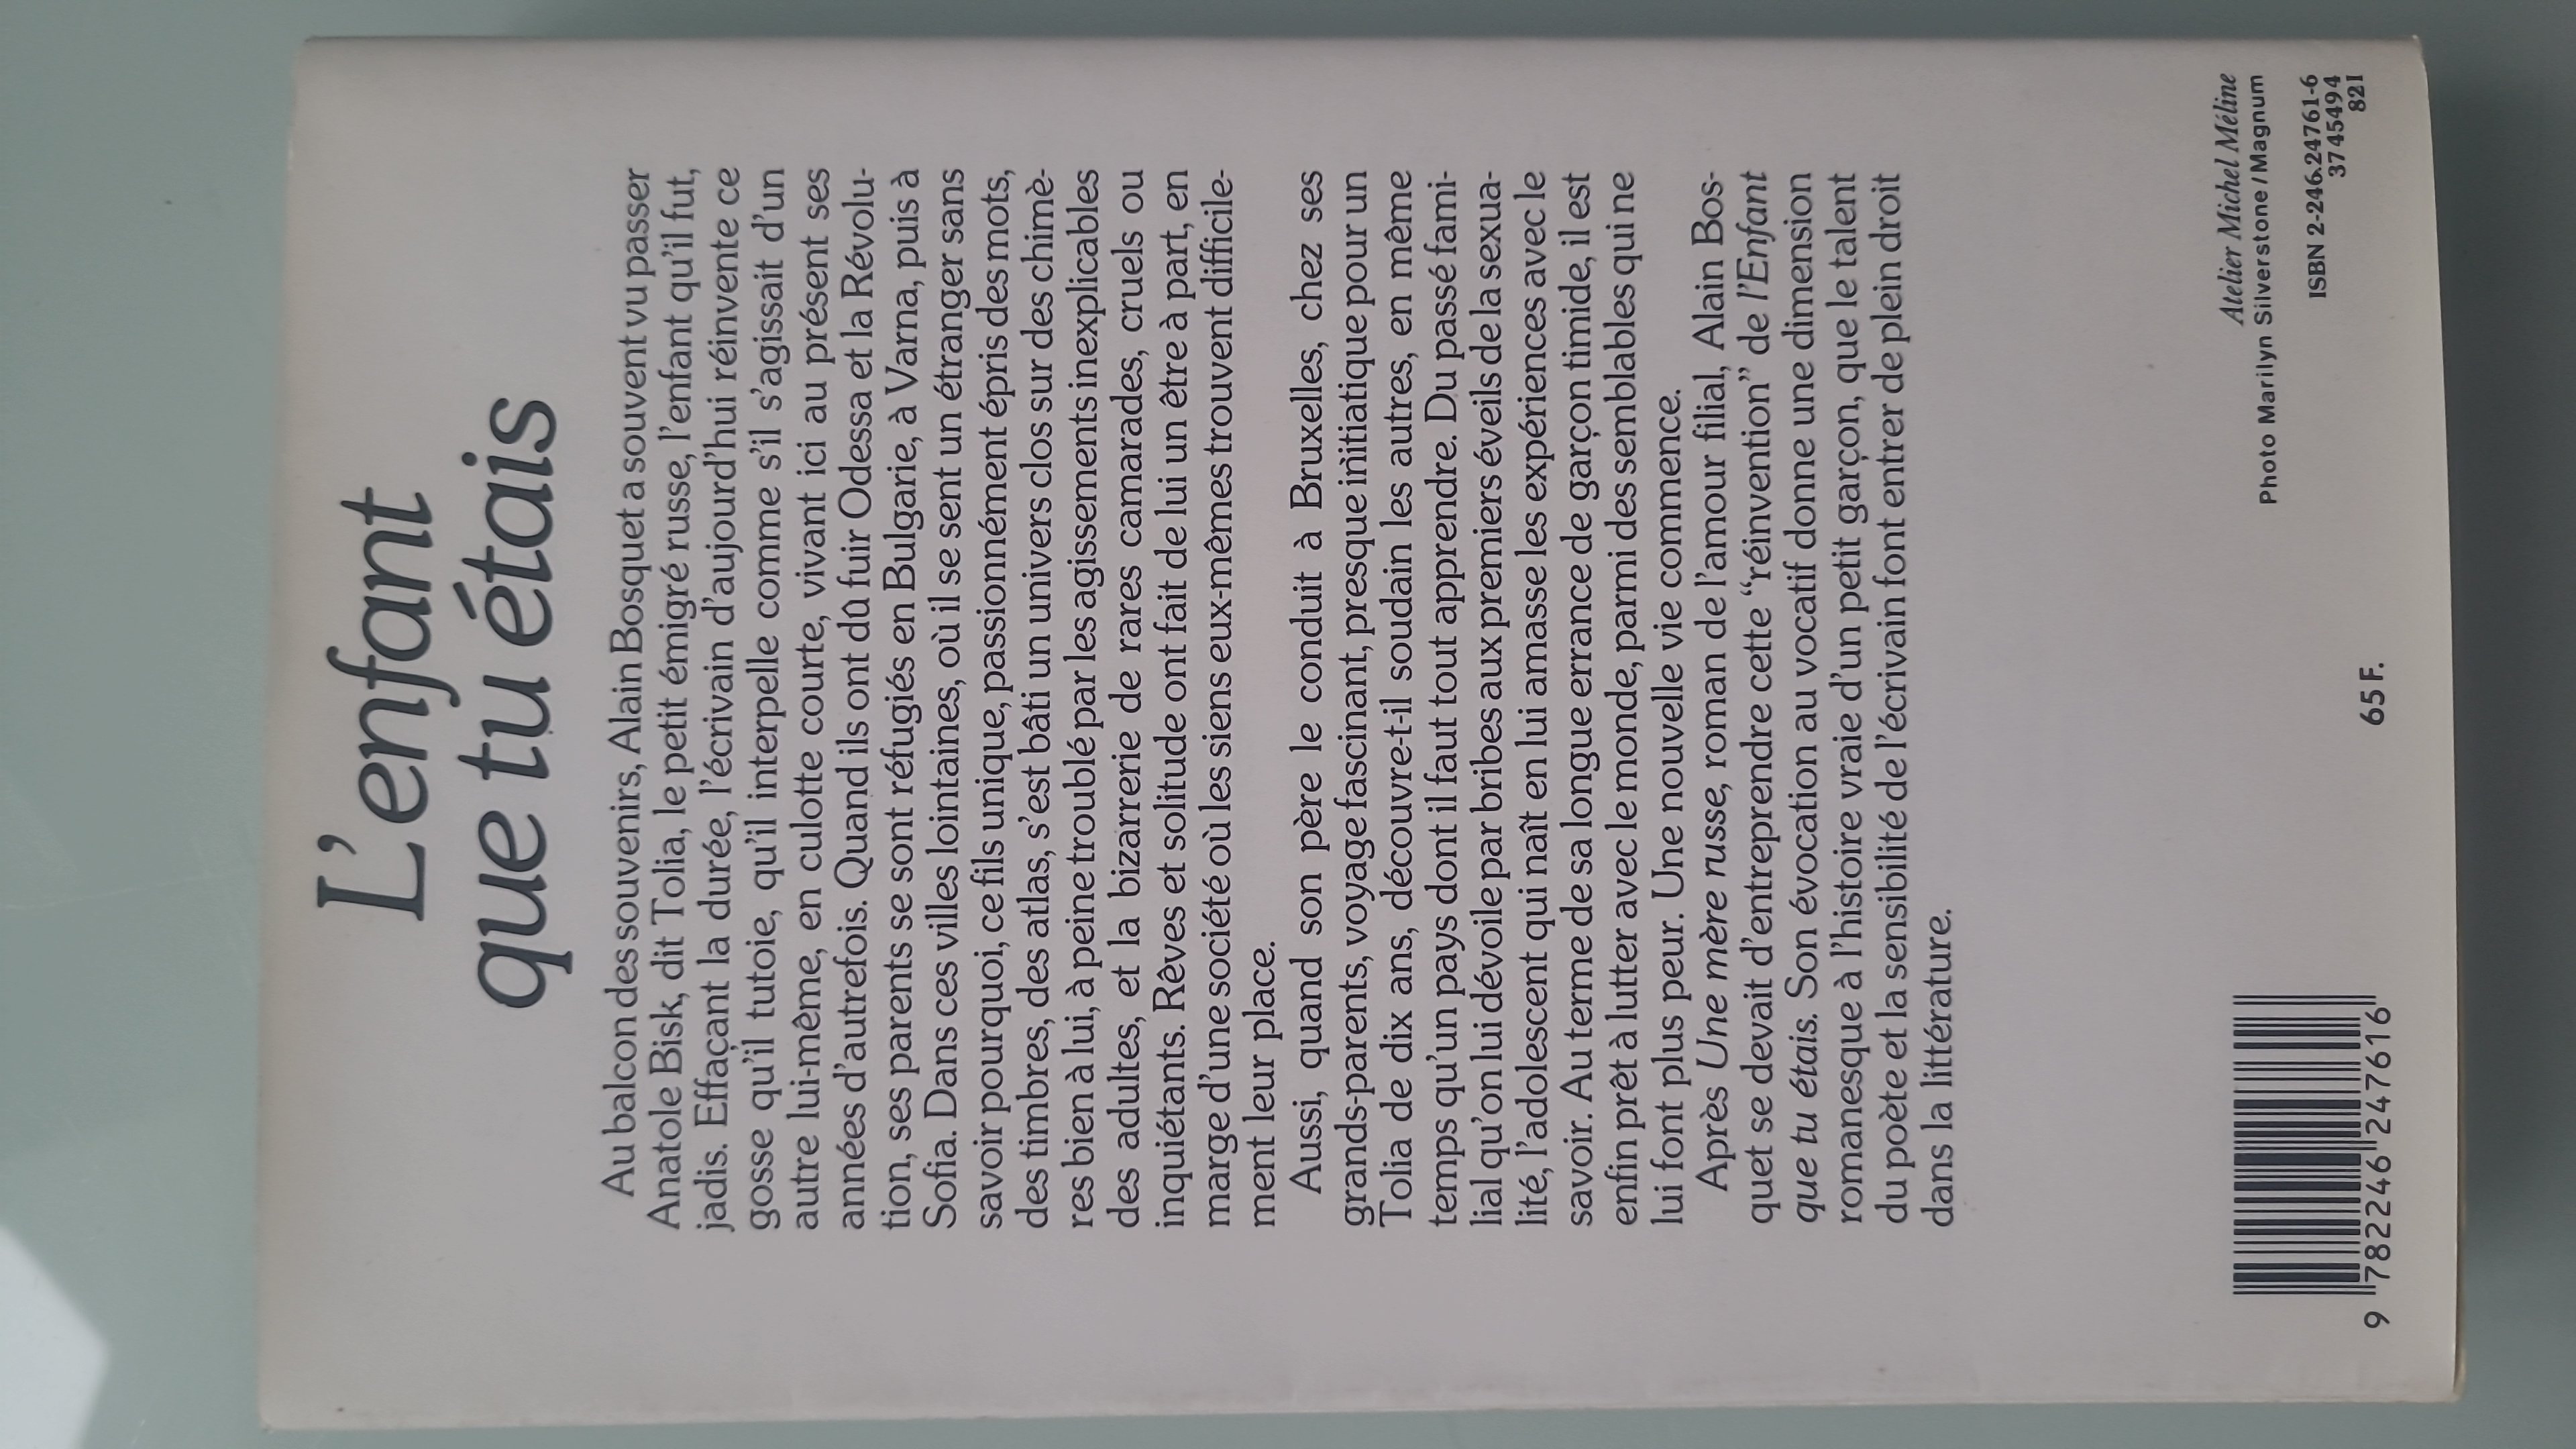 L'enfant
que tu étais
Au balcon des souvenirs, Alain Bosquet a souvent vu passer
Anatole Bisk, dit Tolia, le petit émigré russe, l'enfant qu'il fut,
jadis. Effaçant la durée, l'écrivain d'aujourd'hui réinvente ce
gosse qu'il tutoie, qu'il interpelle comme s'il s'agissait d'un
autre lui-même, en culotte courte, vivant ici au présent ses
années d'autrefois. Quand ils ont dû fuir Odessa et la Révolu-
tion, ses parents se sont réfugiés en Bulgarie, à Varna, puis à
Sofia. Dans ces villes lointaines, où il se sent un étranger sans
savoir pourquoi, ce fils unique, passionnément épris des mots,
des timbres, des atlas, s'est bâti un univers clos sur des chimè-
res bien à lui, à peine troublé par les agissements inexplicables
des adultes, et la bizarrerie de rares camarades, cruels ou
inquiétants. Rêves et solitude ont fait de lui un être à part, en
marge d'une société où les siens eux-mêmes trouvent difficile-
ment leur place.
Aussi, quand son père le conduit à Bruxelles, chez ses
grands-parents, voyage fascinant, presque initiatique pour un
Tolia de dix ans, découvre-t-il soudain les autres, en même
temps qu'un pays dont il faut tout apprendre. Du passé fami-
lial qu'on lui dévoile par bribes aux premiers éveils de la sexua-
lité, l'adolescent qui naît en lui amasse les expériences avec le
savoir. Au terme de sa longue errance de garçon timide, il est
enfin prêt à lutter avec le monde, parmi des semblables qui ne
lui font plus peur. Une nouvelle vie commence.
Après Une mère russe, roman de l'amour filial, Alain Bos-
quet se devait d'entreprendre cette “réinvention” de l'Enfant
que tu étais. Son évocation au vocatif donne une dimension
romanesque à l'histoire vraie d'un petit garçon, que le talent
du poète et la sensibilité de l'écrivain font entrer de plein droit
dans la littérature.
Atelier Michel Méline
Photo Marilyn Silverstone / Magnum
ISBN 2-246.24761-6
37 4549 4
82 I
9 782246 247616
65 F.